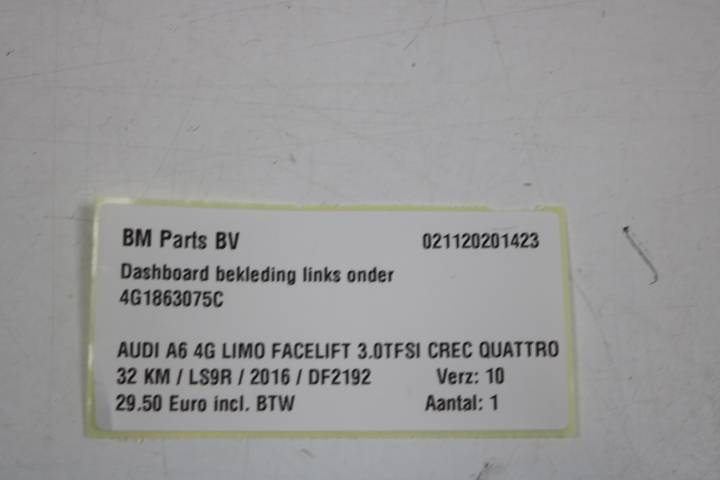 BM Parts BV 021120201423
Dashboard bekleding links onder
4G1863075C
AUDI A6 4G LIMO FACELIFT 3.0TFSI CREC QUATTRO
32 KM / LS9R / 2016 / DF2192 Verz: 10
29.50 Euro incl. BTW Aantal: 1